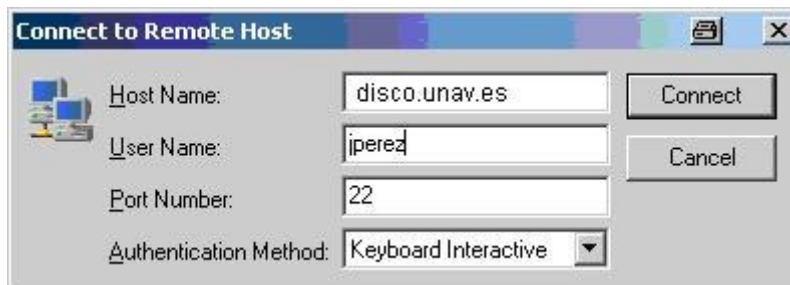 Connect to Remote Host
Host Name: disco.unav.es Connect
User Name: jperez Cancel
Port Number: 22
Authentication Method: Keyboard Interactive